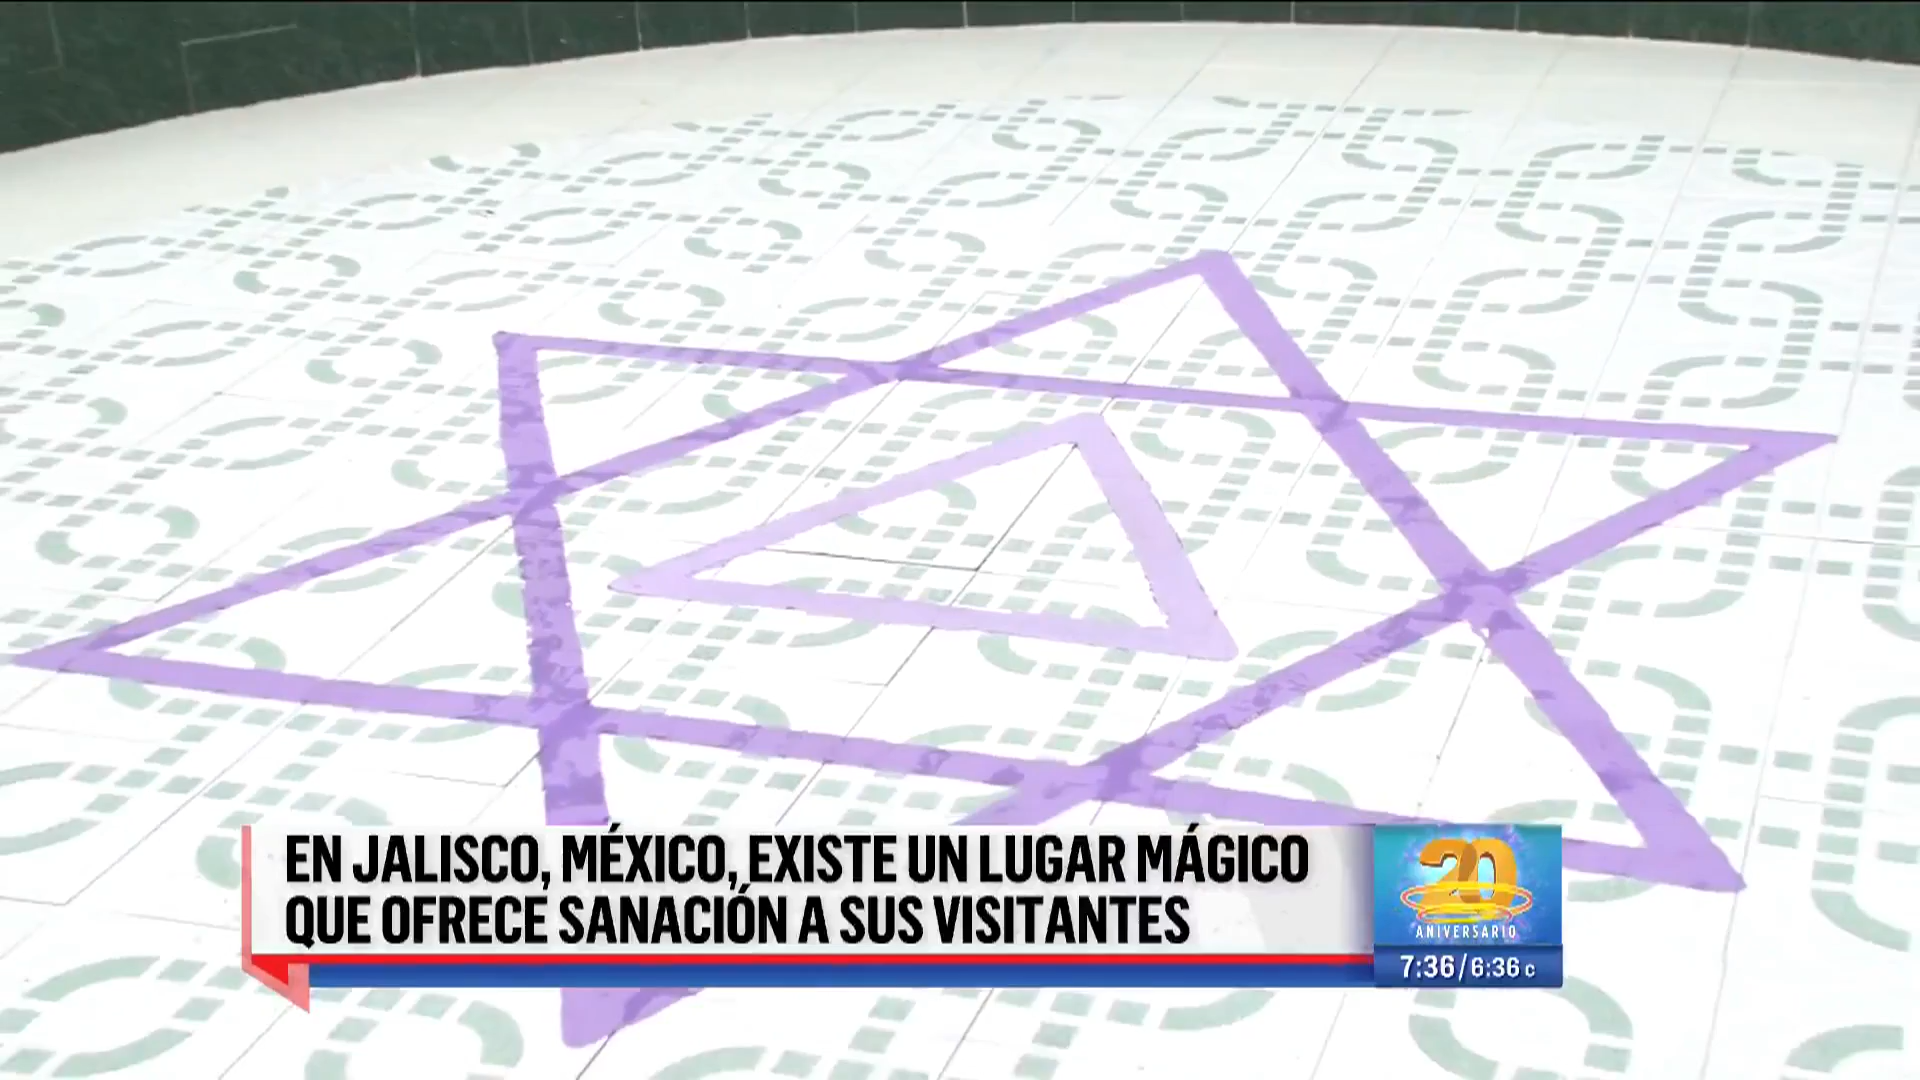 EN JALISCO, MÉXICO, EXISTE UN LUGAR MÁGICO
QUE OFRECE SANACIÓN A SUS VISITANTES
20
ANIVERSARIO
7:36/6:36 c